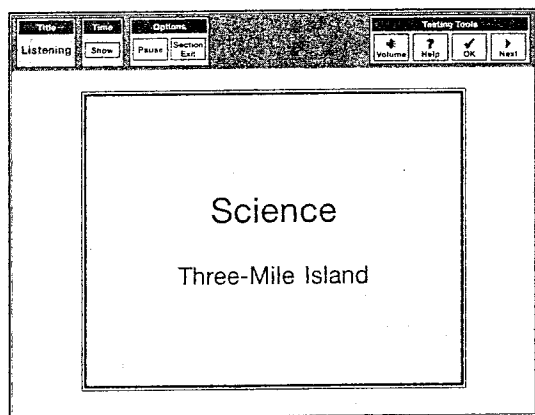 Title
Listening
Time
Show
Options
Pause
Section
Exit
Testing Tools
Volume
Help
OK
Next
Science
Three-Mile Island